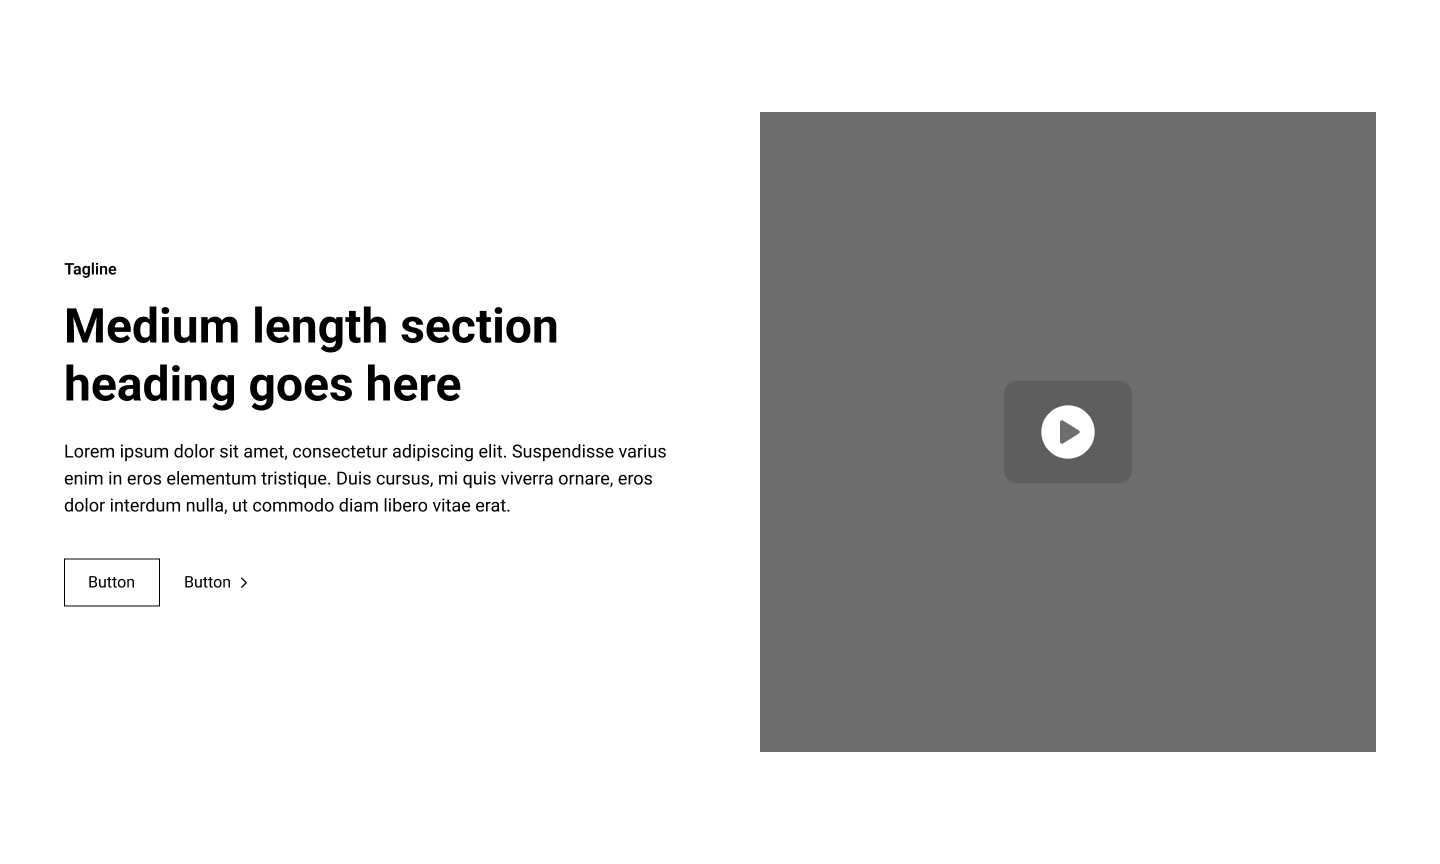 Tagline
Medium length section
heading goes here
Lorem ipsum dolor sit amet, consectetur adipiscing elit. Suspendisse varius
enim in eros elementum tristique. Duis cursus, mi quis viverra ornare, eros
dolor interdum nulla, ut commodo diam libero vitae erat.
Button
Button